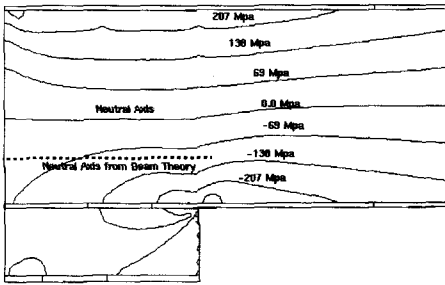 207 Mpa
138 Mpa
69 Mpa
Neutral Axis
0.0 Mpa
-69 Mpa
-138 Mpa
Neutral Axis from Beam Theory
-207 Mpa